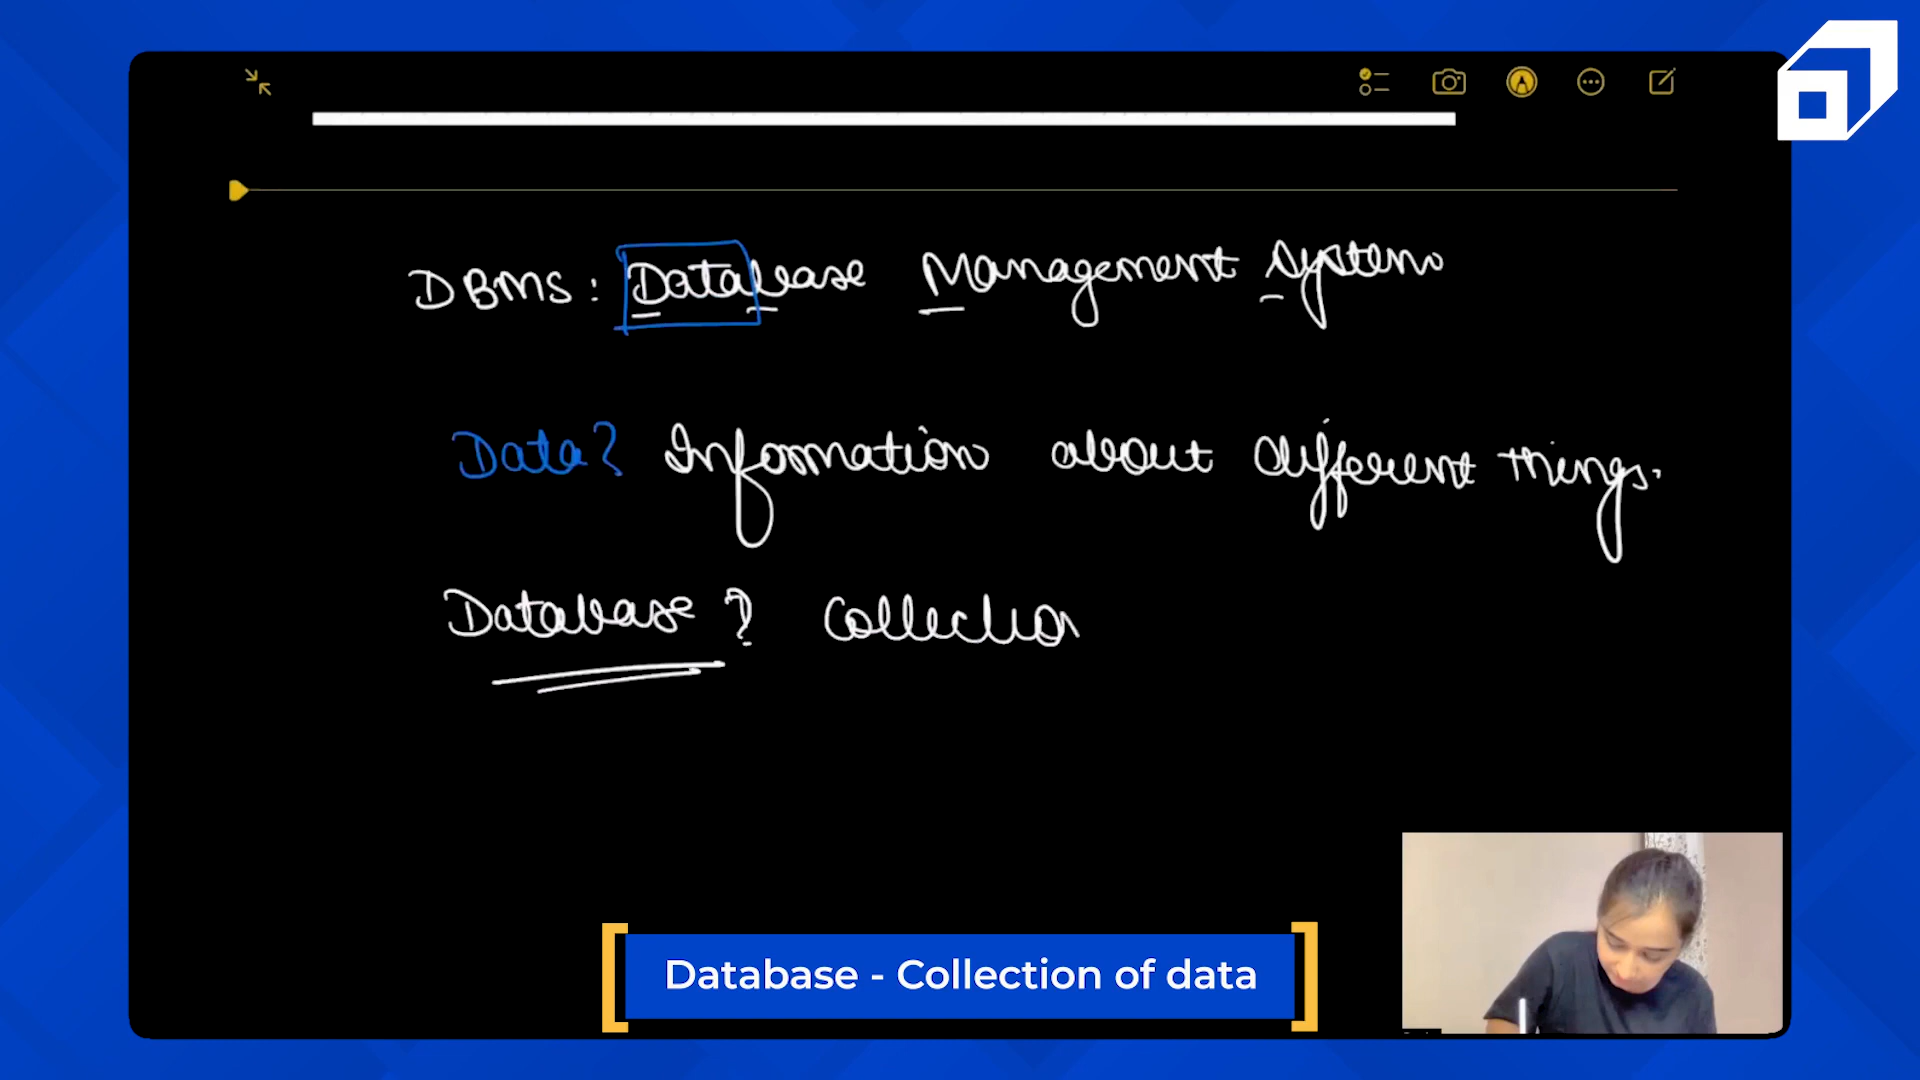 DBMS: Database Management System
Data? Information about different things.
Database? Collection
Database - Collection of data